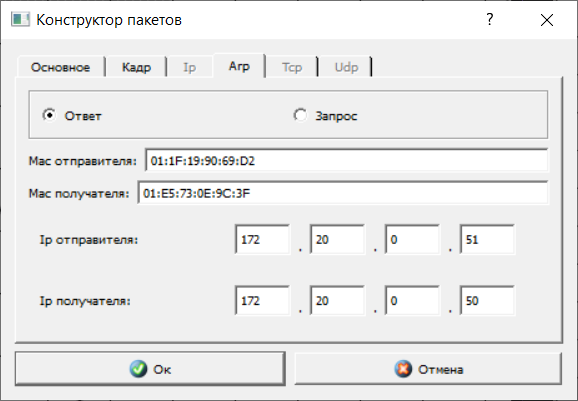 Конструктор пакетов ?
Основное Кадр Ip Arp Tcp Udp
Ответ Запрос
Mac отправителя: 01:1F:19:90:69:D2
Mac получателя: 01:E5:73:0E:9C:3F
Ip отправителя: 172 . 20 . 0 . 51
Ip получателя: 172 . 20 . 0 . 50
Ок Отмена